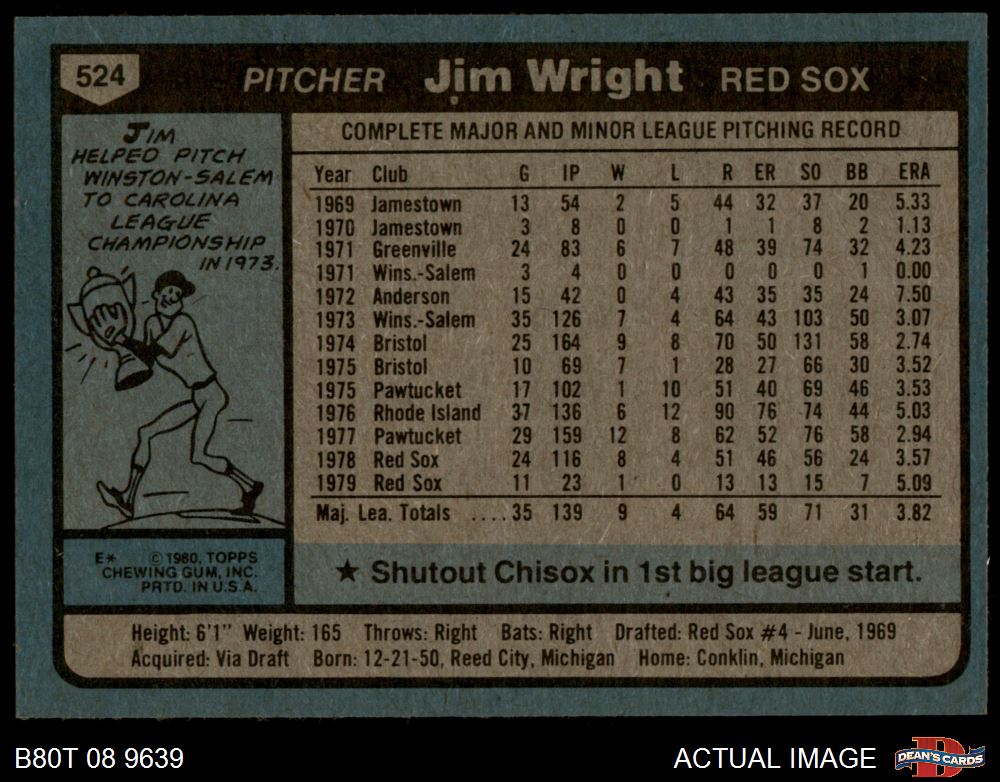 524
PITCHER Jim Wright RED SOX
JIM
HELPED PITCH
WINSTON-SALEM
TO CAROLINA
LEAGUE
CHAMPIONSHIP
IN 1973.
E* © 1980, TOPPS
CHEWING GUM, INC.
PRTD. IN U.S.A.
COMPLETE MAJOR AND MINOR LEAGUE PITCHING RECORD
Year Club G IP W L R ER SO BB ERA
1969 Jamestown 13 54 2 5 44 32 37 20 5.33
1970 Jamestown 3 8 0 0 1 1 8 2 1.13
1971 Greenville 24 83 6 7 48 39 74 32 4.23
1971 Wins.-Salem 3 4 0 0 0 0 0 1 0.00
1972 Anderson 15 42 0 4 43 35 35 24 7.50
1973 Wins.-Salem 35 126 7 4 64 43 103 50 3.07
1974 Bristol 25 164 9 8 70 50 131 58 2.74
1975 Bristol 10 69 7 1 28 27 66 30 3.52
1975 Pawtucket 17 102 1 10 51 40 69 46 3.53
1976 Rhode Island 37 136 6 12 90 76 74 44 5.03
1977 Pawtucket 29 159 12 8 62 52 76 58 2.94
1978 Red Sox 24 116 8 4 51 46 56 24 3.57
1979 Red Sox 11 23 1 0 13 13 15 7 5.09
Maj. Lea. Totals ....35 139 9 4 64 59 71 31 3.82
★ Shutout Chisox in 1st big league start.
Height: 6'1" Weight: 165 Throws: Right Bats: Right Drafted: Red Sox #4 - June, 1969
Acquired: Via Draft Born: 12-21-50, Reed City, Michigan Home: Conklin, Michigan
B80T 08 9639 ACTUAL IMAGE D DEAN'S CARDS